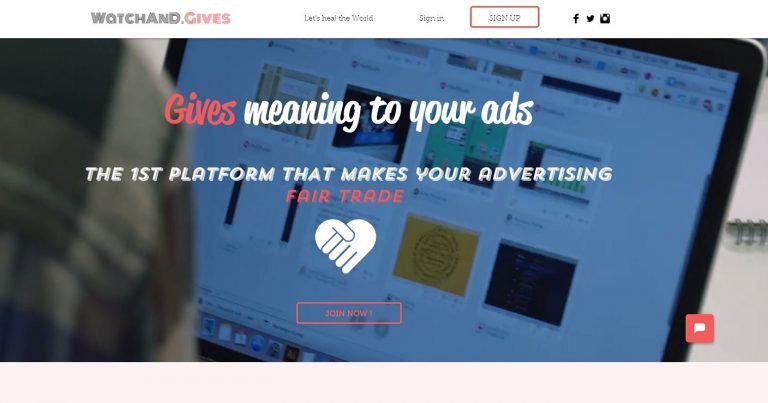 WATCHAND.GIVES
Let's heal the World
Sign in
SIGN UP
Gives meaning to your ads
THE 1ST PLATFORM THAT MAKES YOUR ADVERTISING
FAIR TRADE
JOIN NOW !